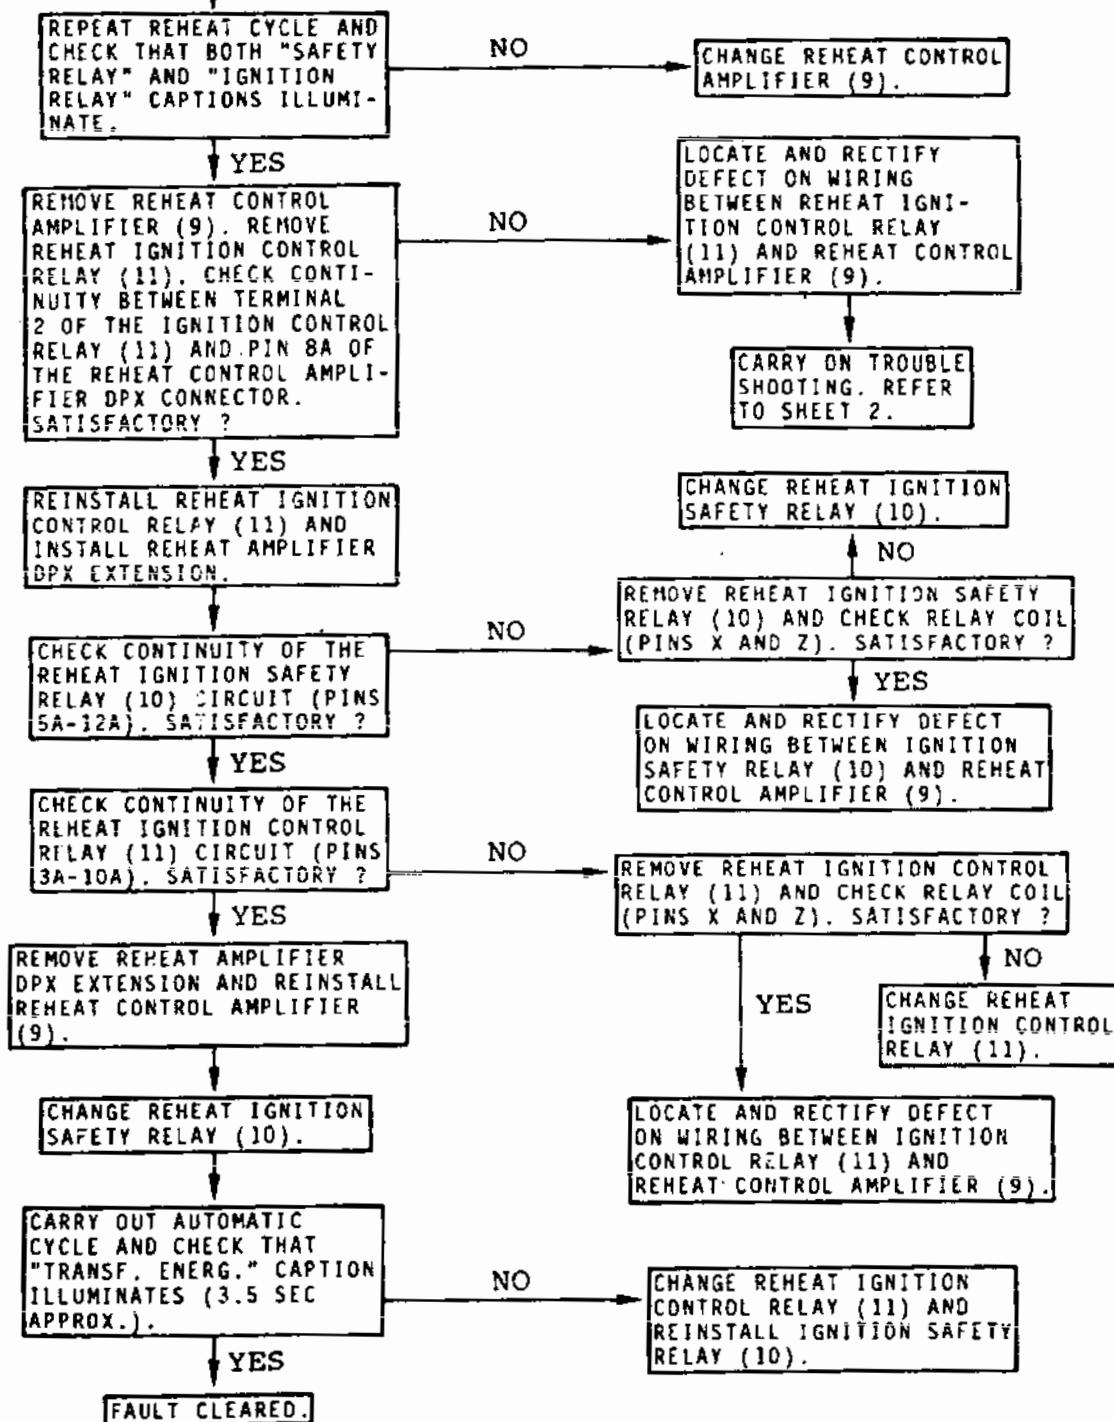 REPEAT REHEAT CYCLE AND
CHECK THAT BOTH "SAFETY
RELAY" AND "IGNITION
RELAY" CAPTIONS ILLUMI-
NATE.
NO
CHANGE REHEAT CONTROL
AMPLIFIER (9).
YES
REMOVE REHEAT CONTROL
AMPLIFIER (9). REMOVE
REHEAT IGNITION CONTROL
RELAY (11). CHECK CONTI-
NUITY BETWEEN TERMINAL
2 OF THE IGNITION CONTROL
RELAY (11) AND PIN 8A OF
THE REHEAT CONTROL AMPLI-
FIER DPX CONNECTOR.
SATISFACTORY ?
NO
LOCATE AND RECTIFY
DEFECT ON WIRING
BETWEEN REHEAT IGNI-
TION CONTROL RELAY
(11) AND REHEAT CONTROL
AMPLIFIER (9).
CARRY ON TROUBLE
SHOOTING. REFER
TO SHEET 2.
YES
REINSTALL REHEAT IGNITION
CONTROL RELAY (11) AND
INSTALL REHEAT AMPLIFIER
DPX EXTENSION.
CHECK CONTINUITY OF THE
REHEAT IGNITION SAFETY
RELAY (10) CIRCUIT (PINS
5A-12A). SATISFACTORY ?
NO
REMOVE REHEAT IGNITION SAFETY
RELAY (10) AND CHECK RELAY COIL
(PINS X AND Z). SATISFACTORY ?
NO
CHANGE REHEAT IGNITION
SAFETY RELAY (10).
YES
LOCATE AND RECTIFY DEFECT
ON WIRING BETWEEN IGNITION
SAFETY RELAY (10) AND REHEAT
CONTROL AMPLIFIER (9).
YES
CHECK CONTINUITY OF THE
REHEAT IGNITION CONTROL
RELAY (11) CIRCUIT (PINS
3A-10A). SATISFACTORY ?
NO
REMOVE REHEAT IGNITION CONTROL
RELAY (11) AND CHECK RELAY COIL
(PINS X AND Z). SATISFACTORY ?
NO
CHANGE REHEAT
IGNITION CONTROL
RELAY (11).
YES
LOCATE AND RECTIFY DEFECT
ON WIRING BETWEEN IGNITION
CONTROL RELAY (11) AND
REHEAT CONTROL AMPLIFIER (9).
YES
REMOVE REHEAT AMPLIFIER
DPX EXTENSION AND REINSTALL
REHEAT CONTROL AMPLIFIER
(9).
CHANGE REHEAT IGNITION
SAFETY RELAY (10).
CARRY OUT AUTOMATIC
CYCLE AND CHECK THAT
"TRANSF. ENERG." CAPTION
ILLUMINATES (3.5 SEC
APPROX.).
NO
CHANGE REHEAT IGNITION
CONTROL RELAY (11) AND
REINSTALL IGNITION SAFETY
RELAY (10).
YES
FAULT CLEARED.